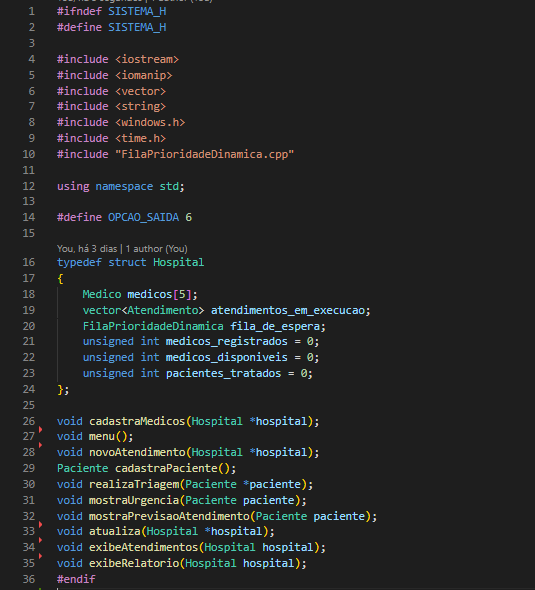 1 #ifndef SISTEMA_H
2 #define SISTEMA_H
3
4 #include <iostream>
5 #include <iomanip>
6 #include <vector>
7 #include <string>
8 #include <windows.h>
9 #include <time.h>
10 #include "FilaPrioridadeDinamica.cpp"
11
12 using namespace std;
13
14 #define OPCAO_SAIDA 6
15
You, há 3 dias | 1 author (You)
16 typedef struct Hospital
17 {
18     Medico medicos[5];
19     vector<Atendimento> atendimentos_em_execucao;
20     FilaPrioridadeDinamica fila_de_espera;
21     unsigned int medicos_registrados = 0;
22     unsigned int medicos_disponiveis = 0;
23     unsigned int pacientes_tratados = 0;
24 };
25
26 void cadastraMedicos(Hospital *hospital);
27 void menu();
28 void novoAtendimento(Hospital *hospital);
29 Paciente cadastraPaciente();
30 void realizaTriagem(Paciente *paciente);
31 void mostraUrgencia(Paciente paciente);
32 void mostraPrevisaoAtendimento(Paciente paciente);
33 void atualiza(Hospital *hospital);
34 void exibeAtendimentos(Hospital hospital);
35 void exibeRelatorio(Hospital hospital);
36 #endif